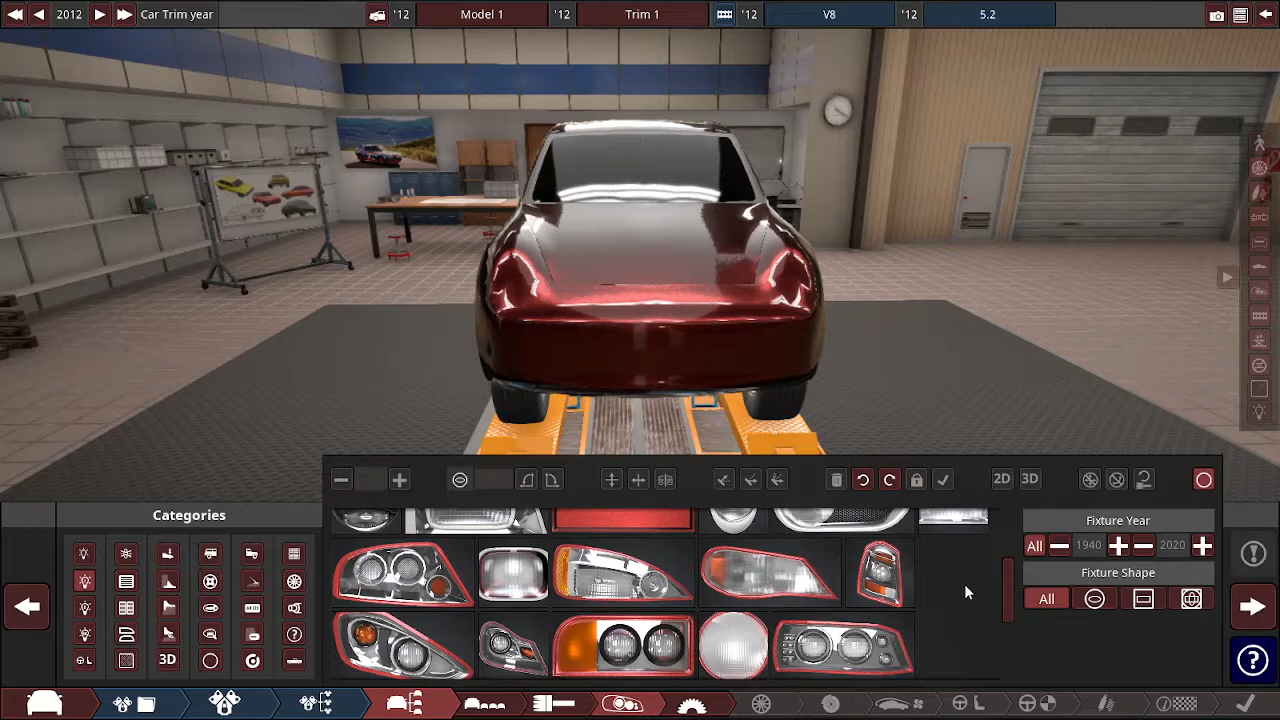 2012 Car Trim year '12 Model 1 '12 Trim 1 '12 V8 '12 5.2
2D 3D
Categories
Fixture Year
All 1940 2020
Fixture Shape
All
3D
L
?